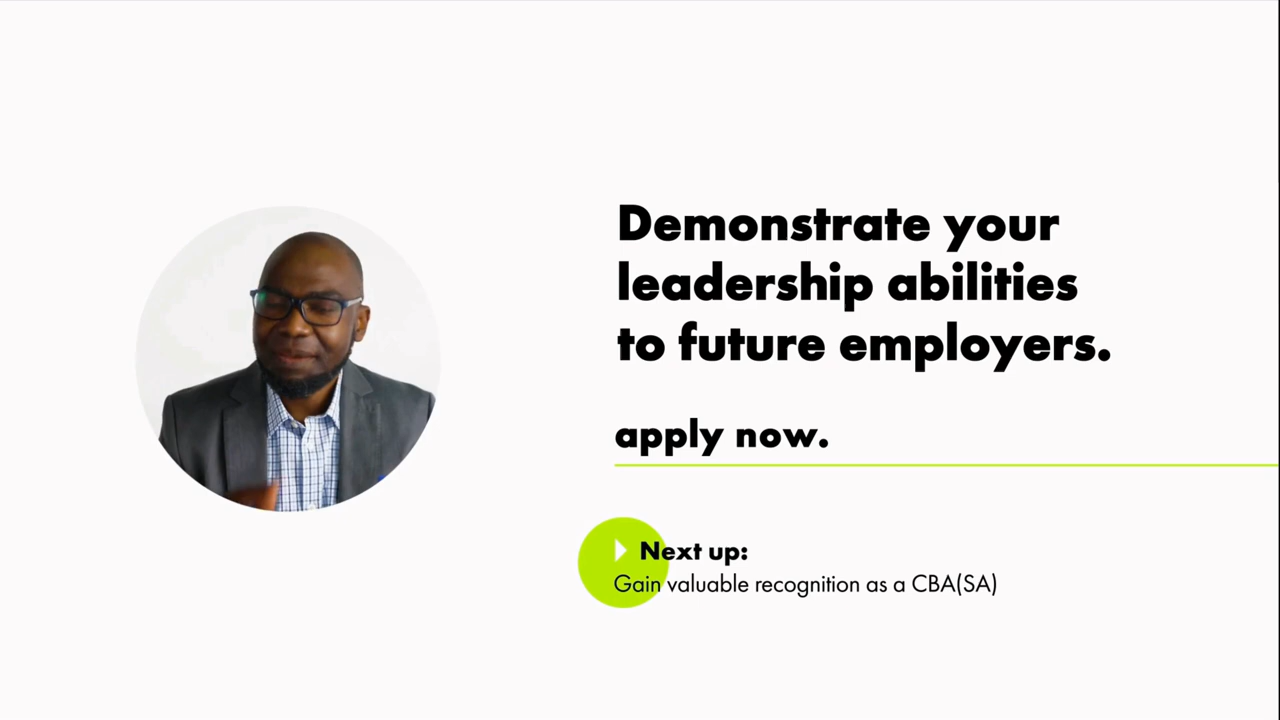 Demonstrate your
leadership abilities
to future employers.
apply now.
Next up:
Gain valuable recognition as a CBA(SA)